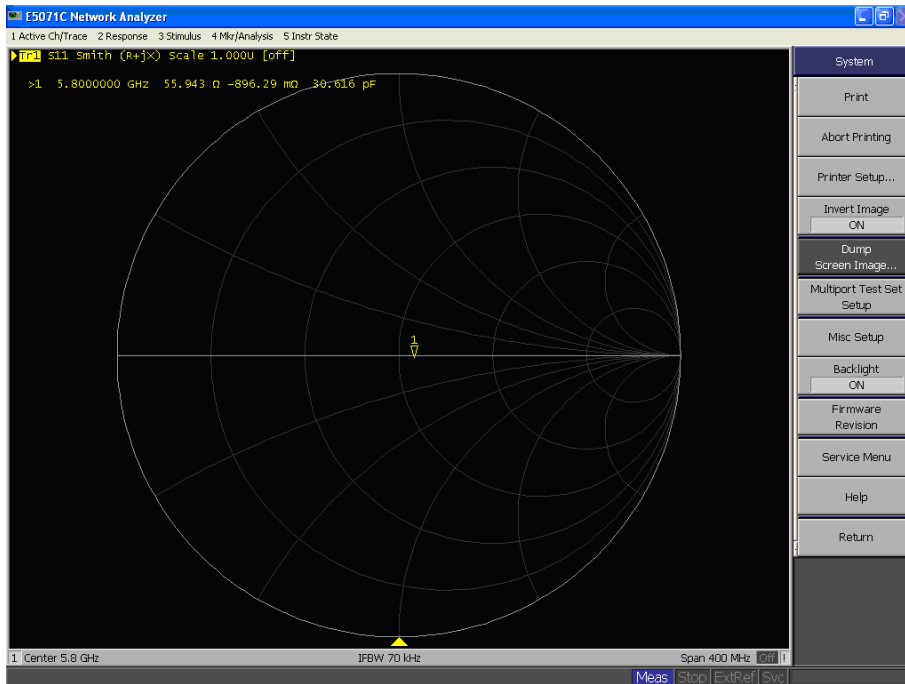 E5071C Network Analyzer
1 Active Ch/Trace 2 Response 3 Stimulus 4 Mkr/Analysis 5 Instr State
Tr1 S11 Smith (R+jX) Scale 1.000U [off]
>1 5.8000000 GHz 55.943 Ω -896.29 mΩ 30.616 pF
1
System
Print
Abort Printing
Printer Setup...
Invert Image
ON
Dump
Screen Image...
Multiport Test Set
Setup
Misc Setup
Backlight
ON
Firmware
Revision
Service Menu
Help
Return
1 Center 5.8 GHz IFBW 70 kHz Span 400 MHz Off !
Meas Stop ExtRef Svc